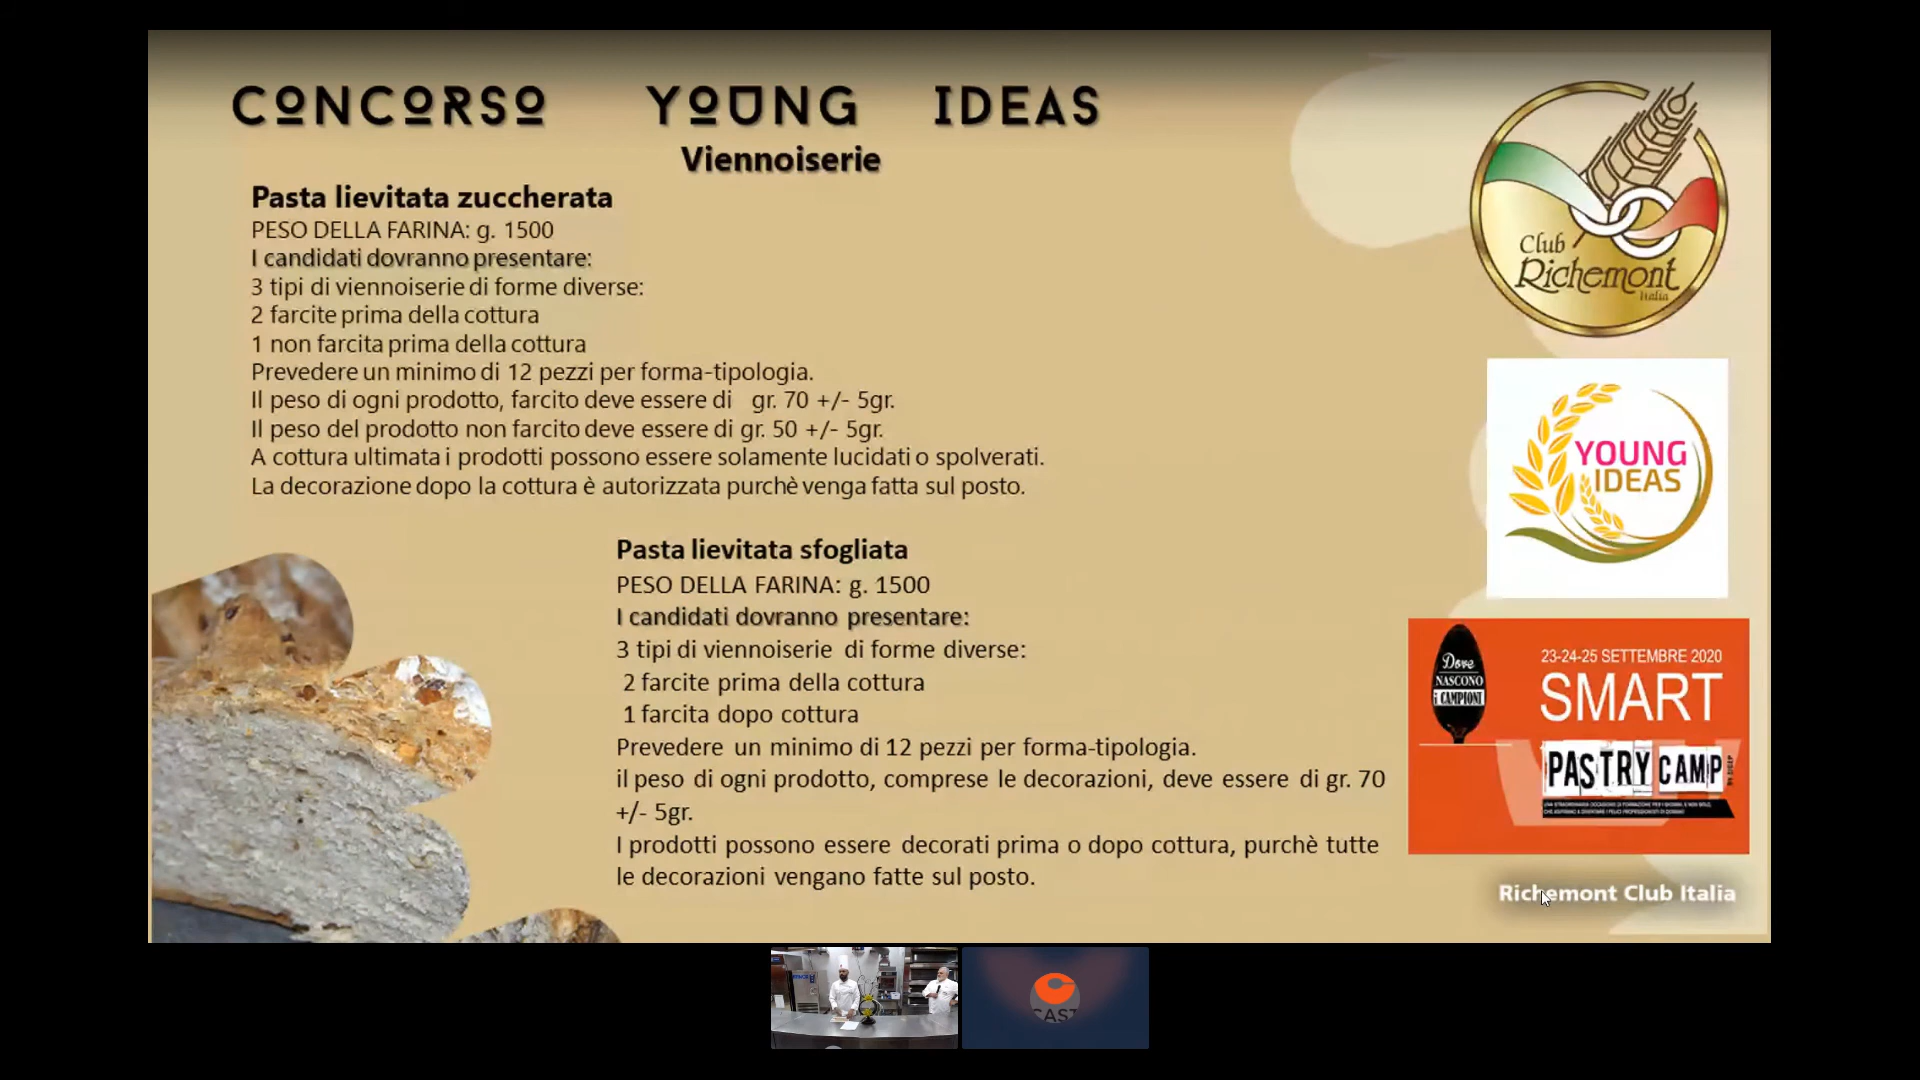 CONCORSO YOUNG IDEAS
Viennoiserie
Pasta lievitata zuccherata
PESO DELLA FARINA: g. 1500
I candidati dovranno presentare:
3 tipi di viennoiserie di forme diverse:
2 farcite prima della cottura
1 non farcita prima della cottura
Prevedere un minimo di 12 pezzi per forma-tipologia.
Il peso di ogni prodotto, farcito deve essere di gr. 70 +/- 5gr.
Il peso del prodotto non farcito deve essere di gr. 50 +/- 5gr.
A cottura ultimata i prodotti possono essere solamente lucidati o spolverati.
La decorazione dopo la cottura è autorizzata purchè venga fatta sul posto.
Pasta lievitata sfogliata
PESO DELLA FARINA: g. 1500
I candidati dovranno presentare:
3 tipi di viennoiserie di forme diverse:
2 farcite prima della cottura
1 farcita dopo cottura
Prevedere un minimo di 12 pezzi per forma-tipologia.
il peso di ogni prodotto, comprese le decorazioni, deve essere di gr. 70
+/- 5gr.
I prodotti possono essere decorati prima o dopo cottura, purchè tutte
le decorazioni vengano fatte sul posto.
Club
Richemont
Italia
YOUNG
IDEAS
Dove
NASCONO
i CAMPIONI
23-24-25 SETTEMBRE 2020
SMART
PASTRY CAMP
Richemont Club Italia
CAST